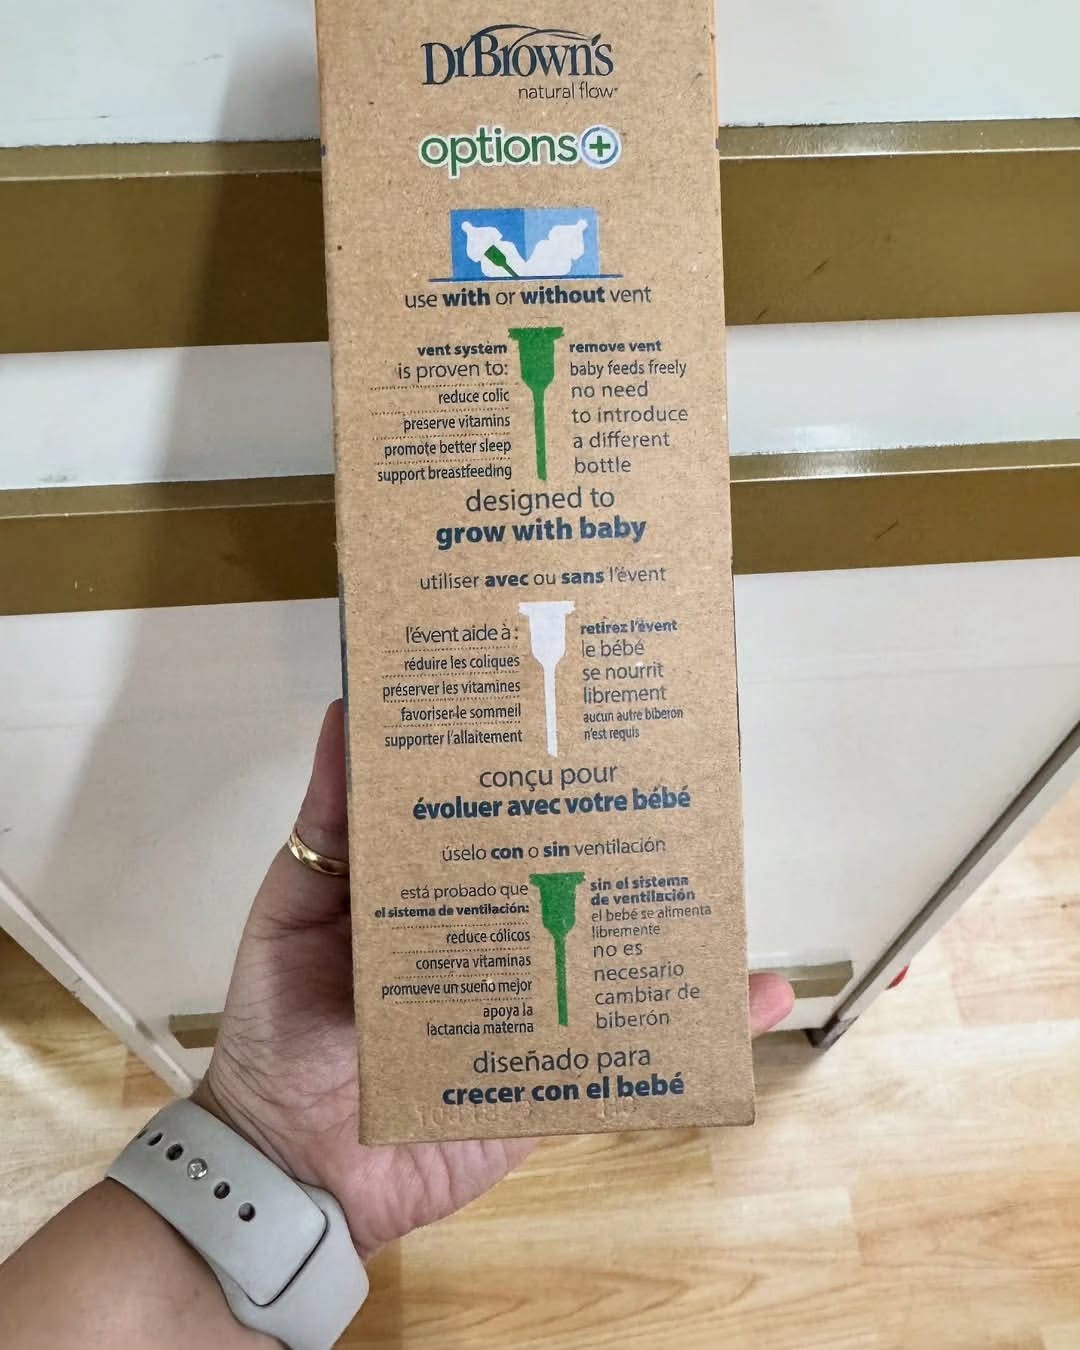 Dr Brown's
natural flow
options+
use with or without vent
vent system
is proven to:
reduce colic
preserve vitamins
promote better sleep
support breastfeeding
remove vent
baby feeds freely
no need
to introduce
a different
bottle
designed to
grow with baby
utiliser avec ou sans l'évent
l'évent aide à :
réduire les coliques
préserver les vitamines
favoriser le sommeil
supporter l'allaitement
retirez l'évent
le bébé
se nourrit
librement
aucun autre biberon
n'est requis
conçu pour
évoluer avec votre bébé
úselo con o sin ventilación
está probado que
el sistema de ventilación:
reduce cólicos
conserva vitaminas
promueve un sueño mejor
apoya la
lactancia materna
sin el sistema
de ventilación
el bebé se alimenta
libremente
no es
necesario
cambiar de
biberón
diseñado para
crecer con el bebé